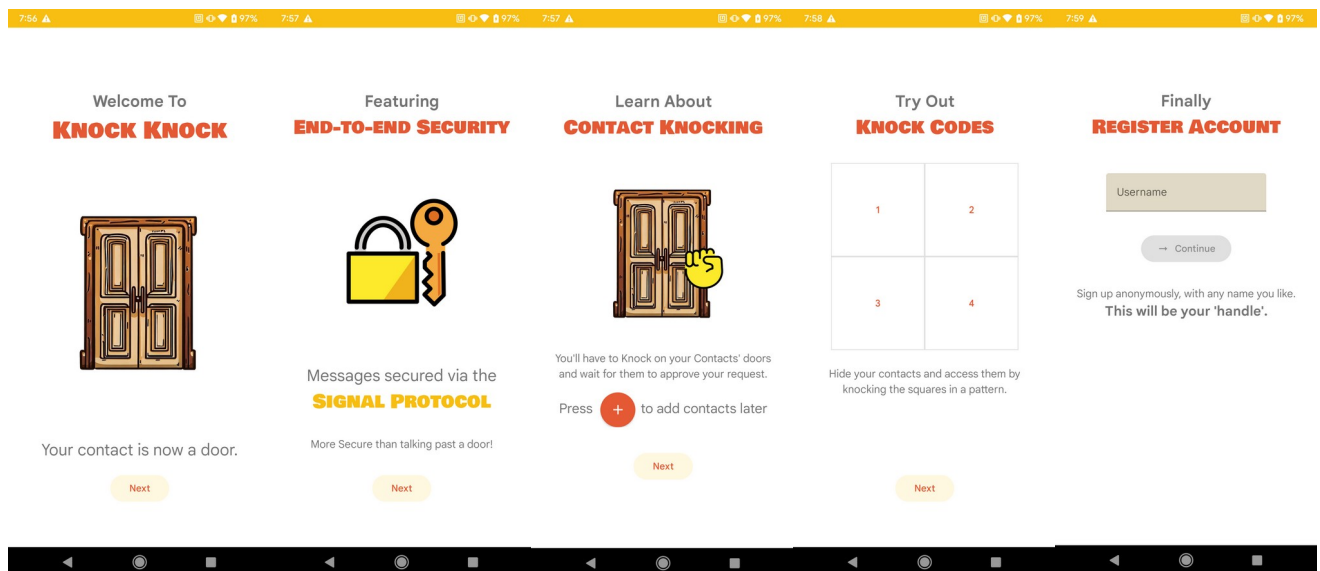 7:56
97%
Welcome To
KNOCK KNOCK
Your contact is now a door.
Next
7:57
97%
Featuring
END-TO-END SECURITY
Messages secured via the
SIGNAL PROTOCOL
More Secure than talking past a door!
Next
7:57
97%
Learn About
CONTACT KNOCKING
You'll have to Knock on your Contacts' doors
and wait for them to approve your request.
Press + to add contacts later
Next
7:58
97%
Try Out
KNOCK CODES
1 2
3 4
Hide your contacts and access them by
knocking the squares in a pattern.
Next
7:59
97%
Finally
REGISTER ACCOUNT
Username
→ Continue
Sign up anonymously, with any name you like.
This will be your 'handle'.